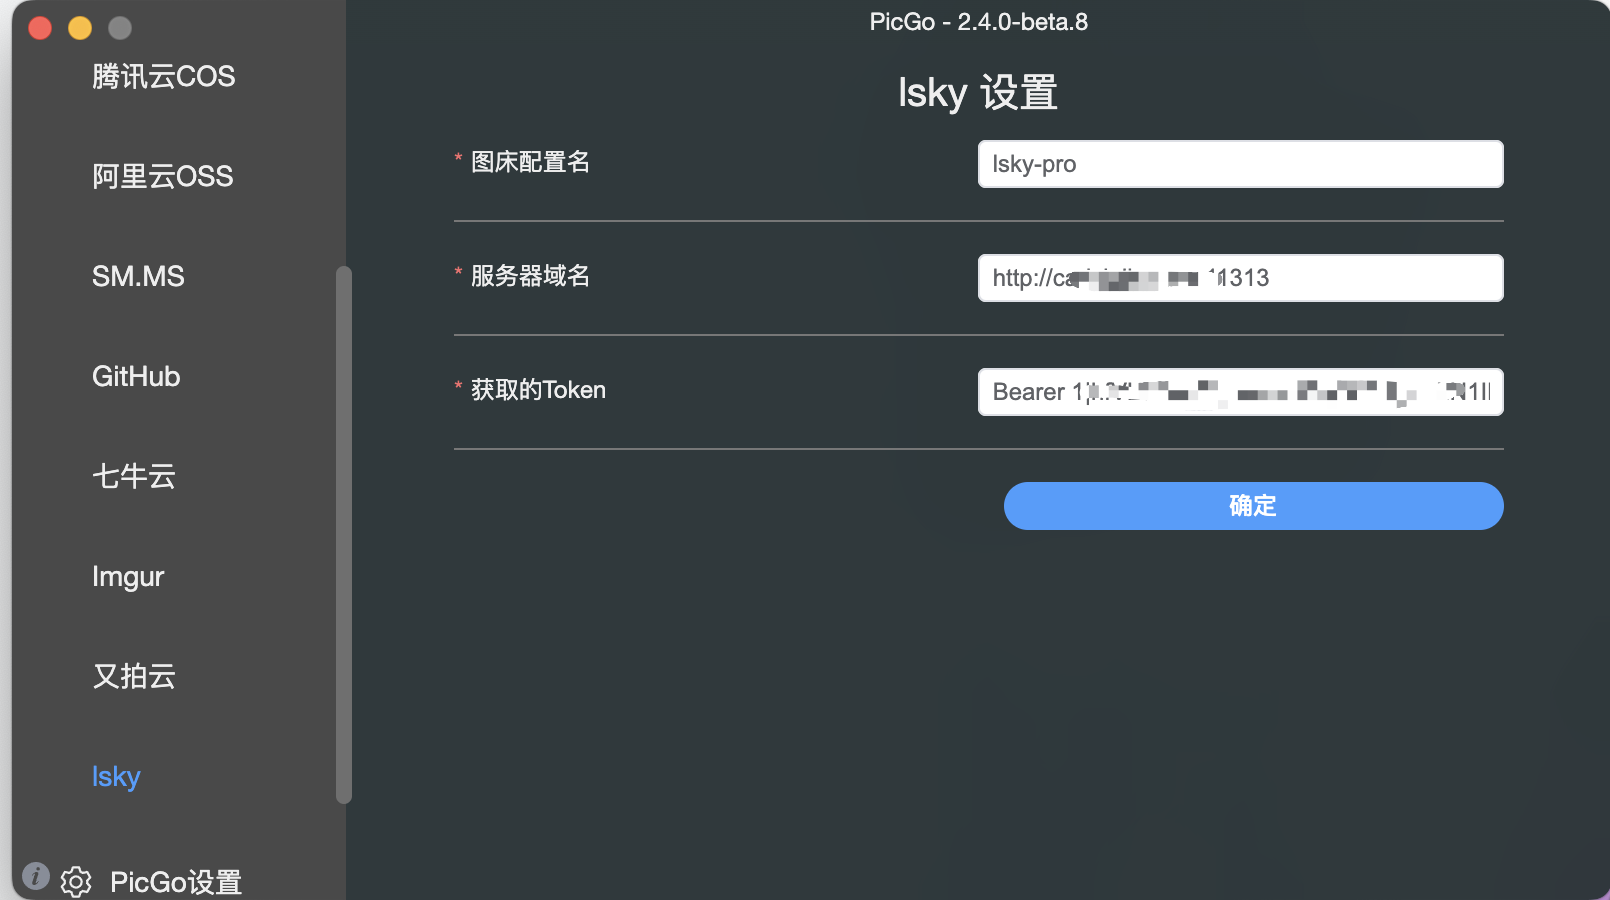 PicGo - 2.4.0-beta.8
腾讯云COS
阿里云OSS
SM.MS
GitHub
七牛云
Imgur
又拍云
lsky
PicGo设置
lsky 设置
* 图床配置名
lsky-pro
* 服务器域名
http://ca 1313
* 获取的Token
Bearer
确定